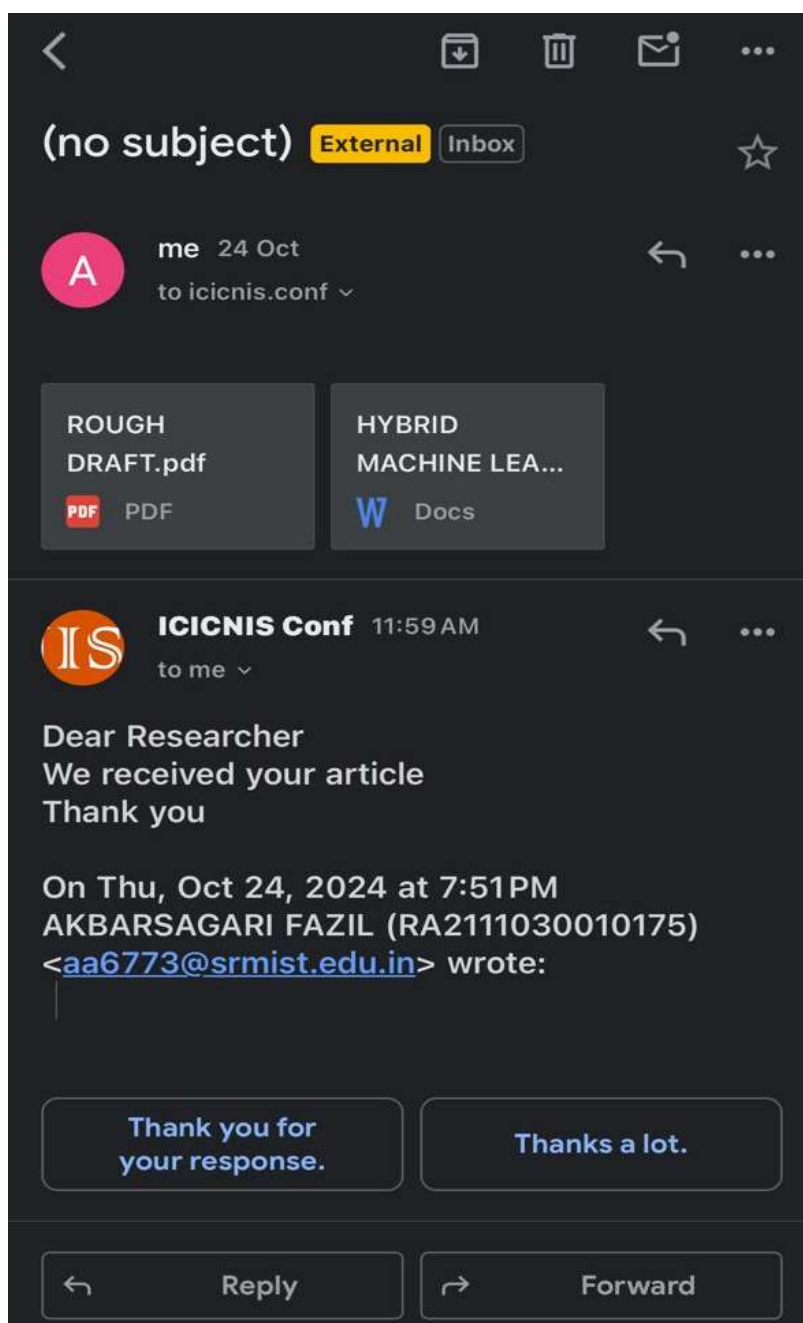 (no subject) External Inbox
A
me 24 Oct
to icicnis.conf
ROUGH
DRAFT.pdf
PDF PDF
HYBRID
MACHINE LEA...
W Docs
IS
ICICNIS Conf 11:59 AM
to me
Dear Researcher
We received your article
Thank you
On Thu, Oct 24, 2024 at 7:51 PM
AKBARSAGARI FAZIL (RA2111030010175)
<aa6773@srmist.edu.in> wrote:
Thank you for
your response.
Thanks a lot.
Reply
Forward